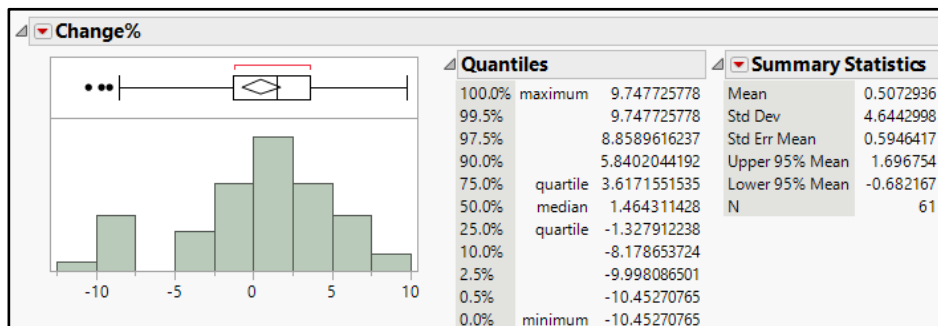 Change%
-10 -5 0 5 10
Quantiles
100.0% maximum 9.747725778
99.5% 9.747725778
97.5% 8.8589616237
90.0% 5.8402044192
75.0% quartile 3.6171551535
50.0% median 1.464311428
25.0% quartile -1.327912238
10.0% -8.178653724
2.5% -9.998086501
0.5% -10.45270765
0.0% minimum -10.45270765
Summary Statistics
Mean 0.5072936
Std Dev 4.6442998
Std Err Mean 0.5946417
Upper 95% Mean 1.696754
Lower 95% Mean -0.682167
N 61